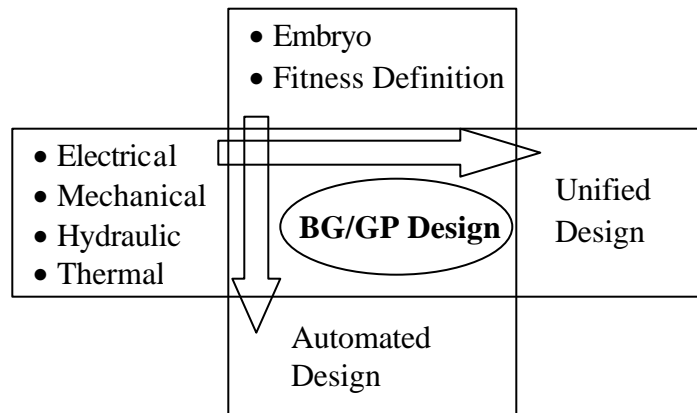 • Embryo
• Fitness Definition
• Electrical
• Mechanical
• Hydraulic
• Thermal
BG/GP Design
Unified
Design
Automated
Design